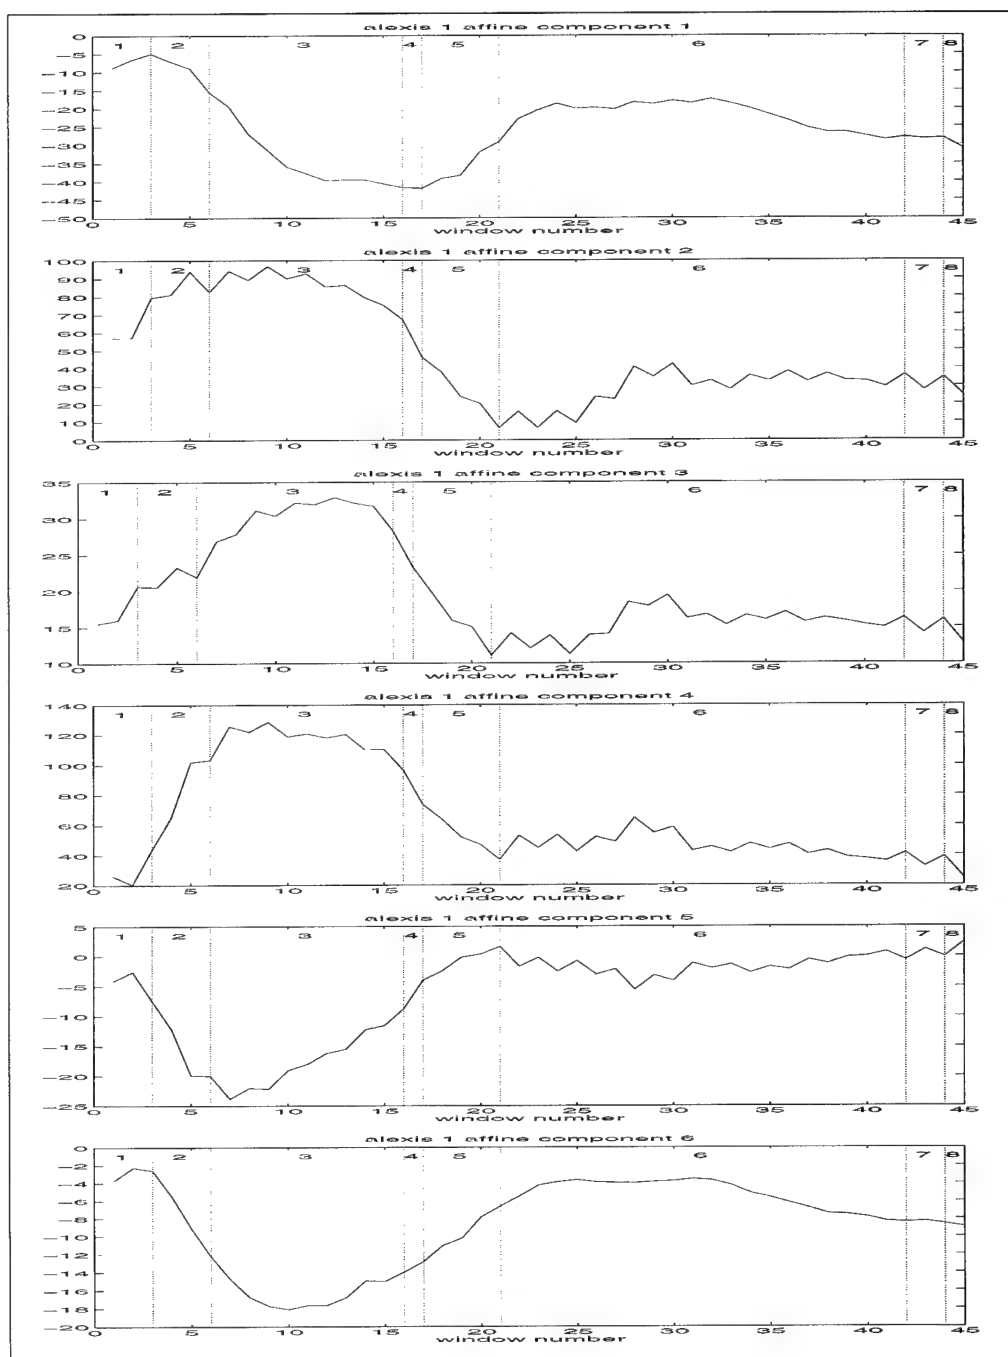 alexis 1 affine component 1
0
1 2 3 4 5 6 7 8
−5
−10
−15
−20
−25
−30
−35
−40
−45
−50
0 5 10 15 20 25 30 35 40 45
window number
alexis 1 affine component 2
100
1 2 3 4 5 6 7 8
90
80
70
60
50
40
30
20
10
0
0 5 10 15 20 25 30 35 40 45
window number
alexis 1 affine component 3
35
1 2 3 4 5 6 7 8
30
25
20
15
10
0 5 10 15 20 25 30 35 40 45
window number
alexis 1 affine component 4
140
1 2 3 4 5 6 7 8
120
100
80
60
40
20
0 5 10 15 20 25 30 35 40 45
window number
alexis 1 affine component 5
5
1 2 3 4 5 6 7 8
0
−5
−10
−15
−20
−25
0 5 10 15 20 25 30 35 40 45
window number
alexis 1 affine component 6
0
1 2 3 4 5 6 7 8
−2
−4
−6
−8
−10
−12
−14
−16
−18
−20
0 5 10 15 20 25 30 35 40 45
window number